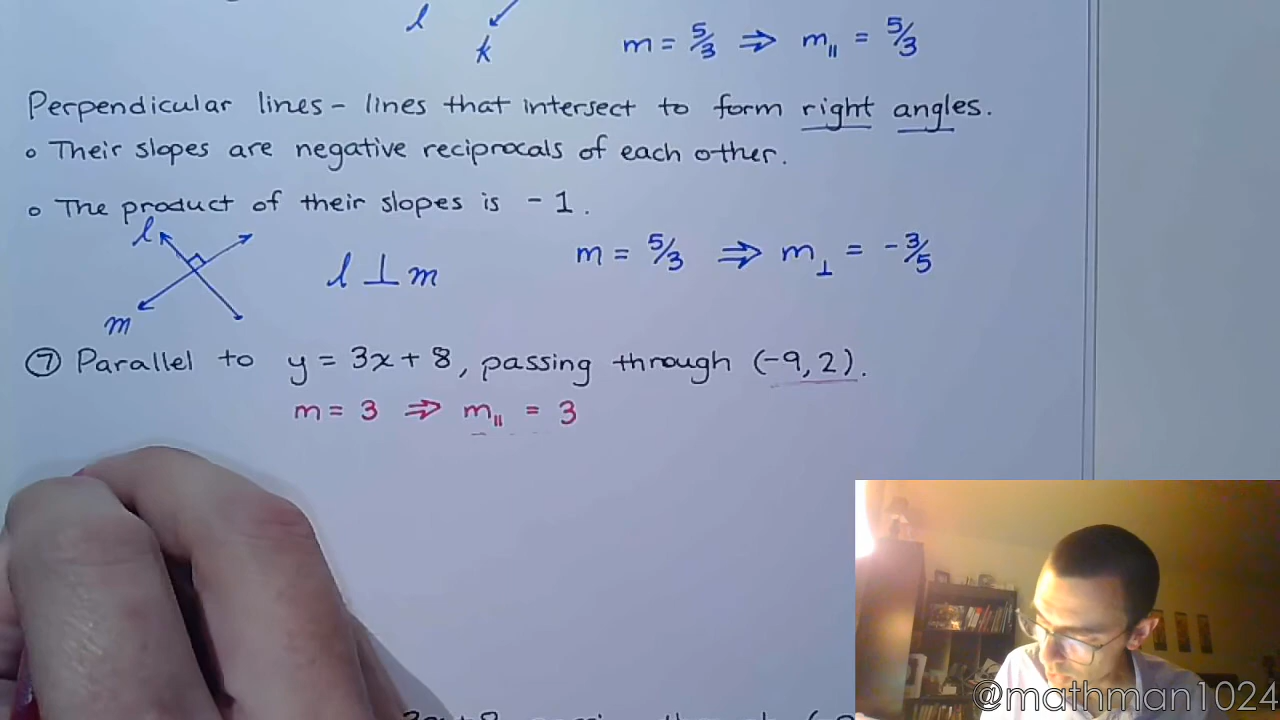 l
k
m = 5/3 ⇒ m∥ = 5/3
Perpendicular lines - lines that intersect to form right angles.
o Their slopes are negative reciprocals of each other.
o The product of their slopes is -1.
l
m
l ⊥ m
m = 5/3 ⇒ m⊥ = -3/5
⑦ Parallel to y = 3x + 8, passing through (-9, 2).
m = 3 ⇒ m∥ = 3
@mathman1024